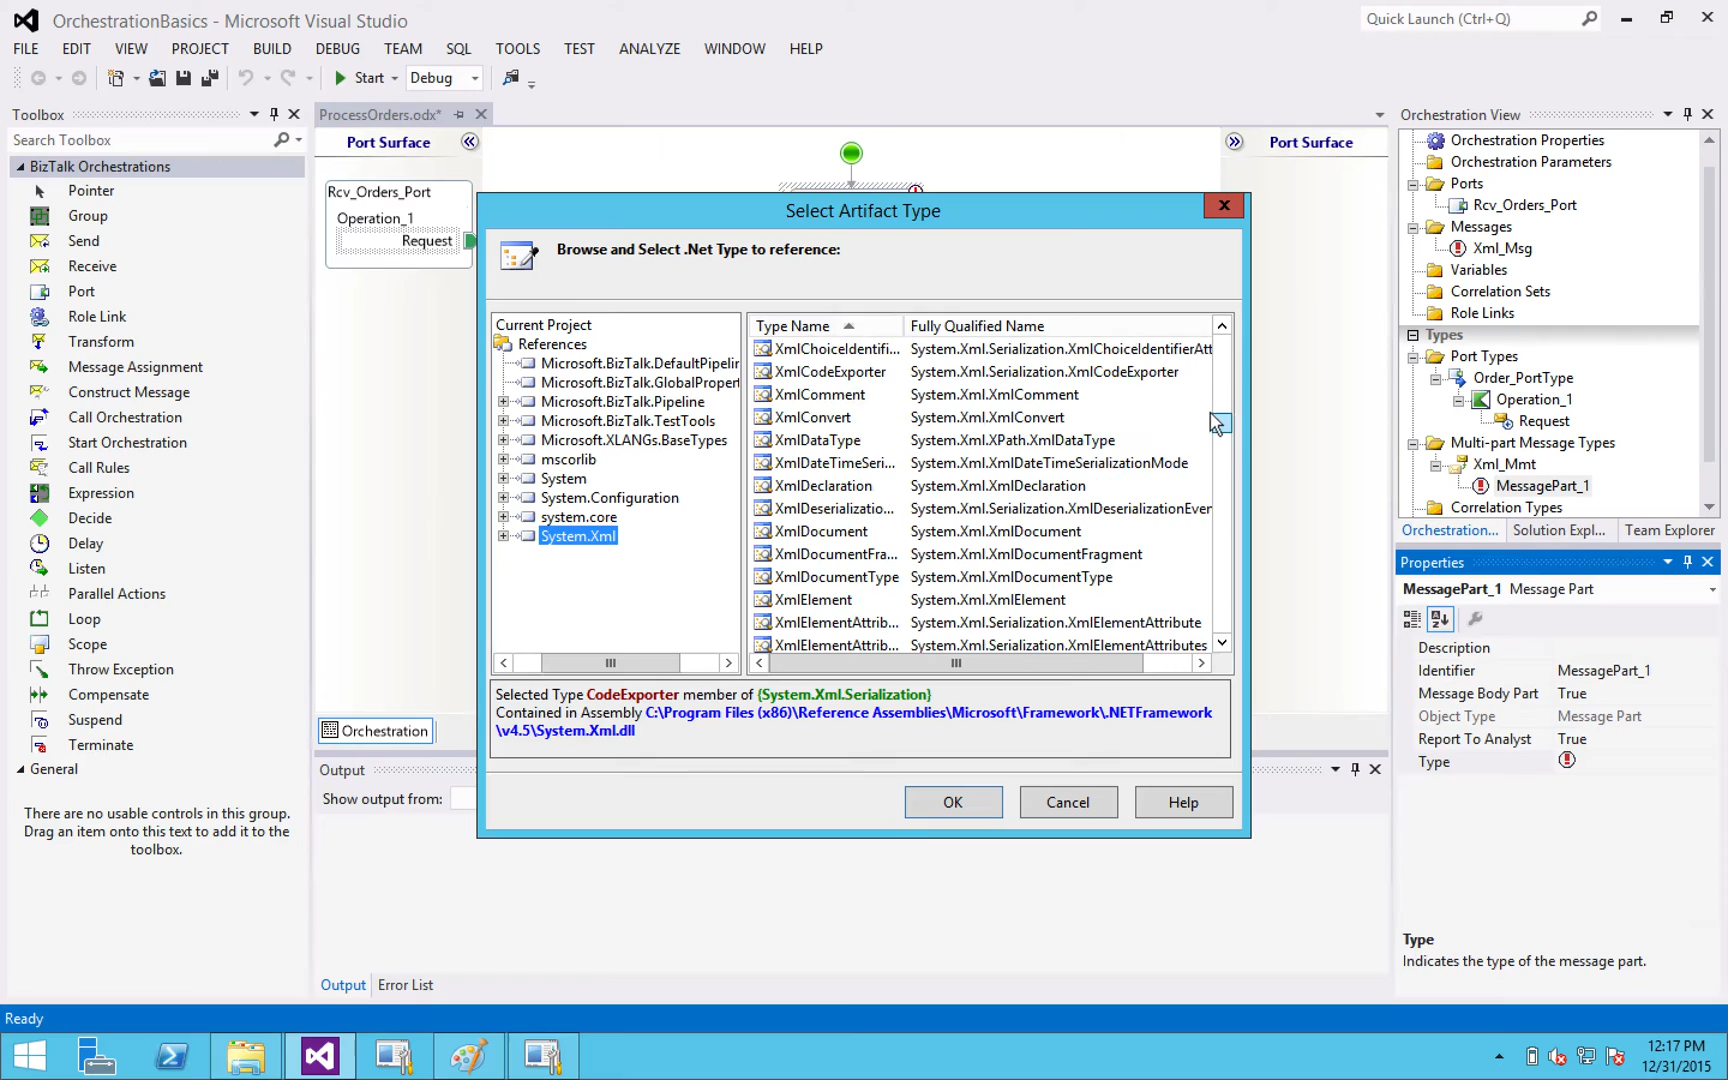 OrchestrationBasics - Microsoft Visual Studio
Quick Launch (Ctrl+Q)
FILE EDIT VIEW PROJECT BUILD DEBUG TEAM SQL TOOLS TEST ANALYZE WINDOW HELP
Start Debug
Toolbox
Search Toolbox
BizTalk Orchestrations
Pointer
Group
Send
Receive
Port
Role Link
Transform
Message Assignment
Construct Message
Call Orchestration
Start Orchestration
Call Rules
Expression
Decide
Delay
Listen
Parallel Actions
Loop
Scope
Throw Exception
Compensate
Suspend
Terminate
General
There are no usable controls in this group.
Drag an item onto this text to add it to the
toolbox.
ProcessOrders.odx*
Port Surface
Port Surface
Rcv_Orders_Port
Operation_1
Request
Orchestration
Select Artifact Type
Browse and Select .Net Type to reference:
Current Project
References
Microsoft.BizTalk.DefaultPipelin
Microsoft.BizTalk.GlobalPropert
Microsoft.BizTalk.Pipeline
Microsoft.BizTalk.TestTools
Microsoft.XLANGs.BaseTypes
mscorlib
System
System.Configuration
system.core
System.Xml
Type Name Fully Qualified Name
XmlChoiceIdentifi... System.Xml.Serialization.XmlChoiceIdentifierAtt
XmlCodeExporter System.Xml.Serialization.XmlCodeExporter
XmlComment System.Xml.XmlComment
XmlConvert System.Xml.XmlConvert
XmlDataType System.Xml.XPath.XmlDataType
XmlDateTimeSeri... System.Xml.XmlDateTimeSerializationMode
XmlDeclaration System.Xml.XmlDeclaration
XmlDeserializatio... System.Xml.Serialization.XmlDeserializationEver
XmlDocument System.Xml.XmlDocument
XmlDocumentFra... System.Xml.XmlDocumentFragment
XmlDocumentType System.Xml.XmlDocumentType
XmlElement System.Xml.XmlElement
XmlElementAttrib... System.Xml.Serialization.XmlElementAttribute
XmlElementAttrib... System.Xml.Serialization.XmlElementAttributes
Selected Type CodeExporter member of {System.Xml.Serialization}
Contained in Assembly C:\Program Files (x86)\Reference Assemblies\Microsoft\Framework\.NETFramework
\v4.5\System.Xml.dll
OK Cancel Help
Output
Show output from:
Output Error List
Orchestration View
Orchestration Properties
Orchestration Parameters
Ports
Rcv_Orders_Port
Messages
Xml_Msg
Variables
Correlation Sets
Role Links
Types
Port Types
Order_PortType
Operation_1
Request
Multi-part Message Types
Xml_Mmt
MessagePart_1
Correlation Types
Orchestration... Solution Expl... Team Explorer
Properties
MessagePart_1 Message Part
Description
Identifier MessagePart_1
Message Body Part True
Object Type Message Part
Report To Analyst True
Type
Type
Indicates the type of the message part.
Ready
12:17 PM
12/31/2015